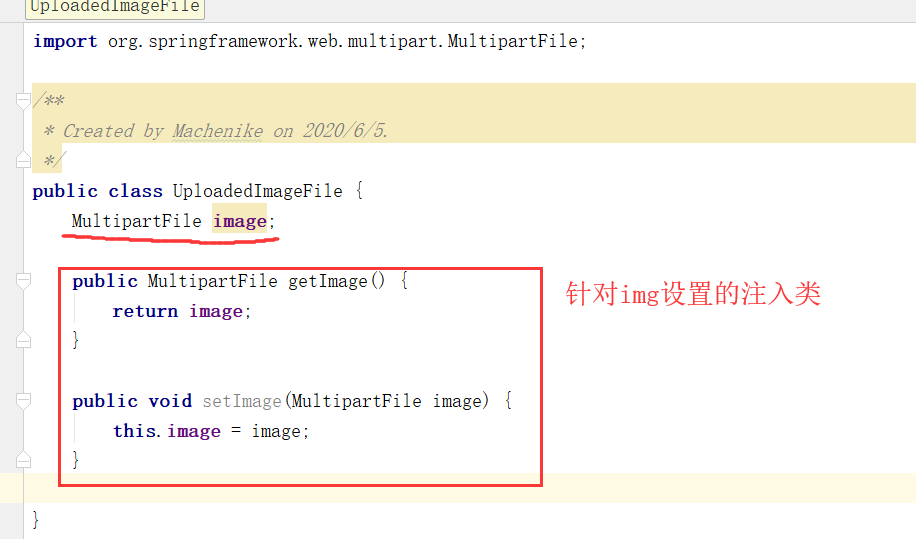 UploadedImageFile
import org.springframework.web.multipart.MultipartFile;
/**
 * Created by Machenike on 2020/6/5.
 */
public class UploadedImageFile {
    MultipartFile image;
    public MultipartFile getImage() {
针对img设置的注入类
        return image;
    }
    public void setImage(MultipartFile image) {
        this.image = image;
    }
}